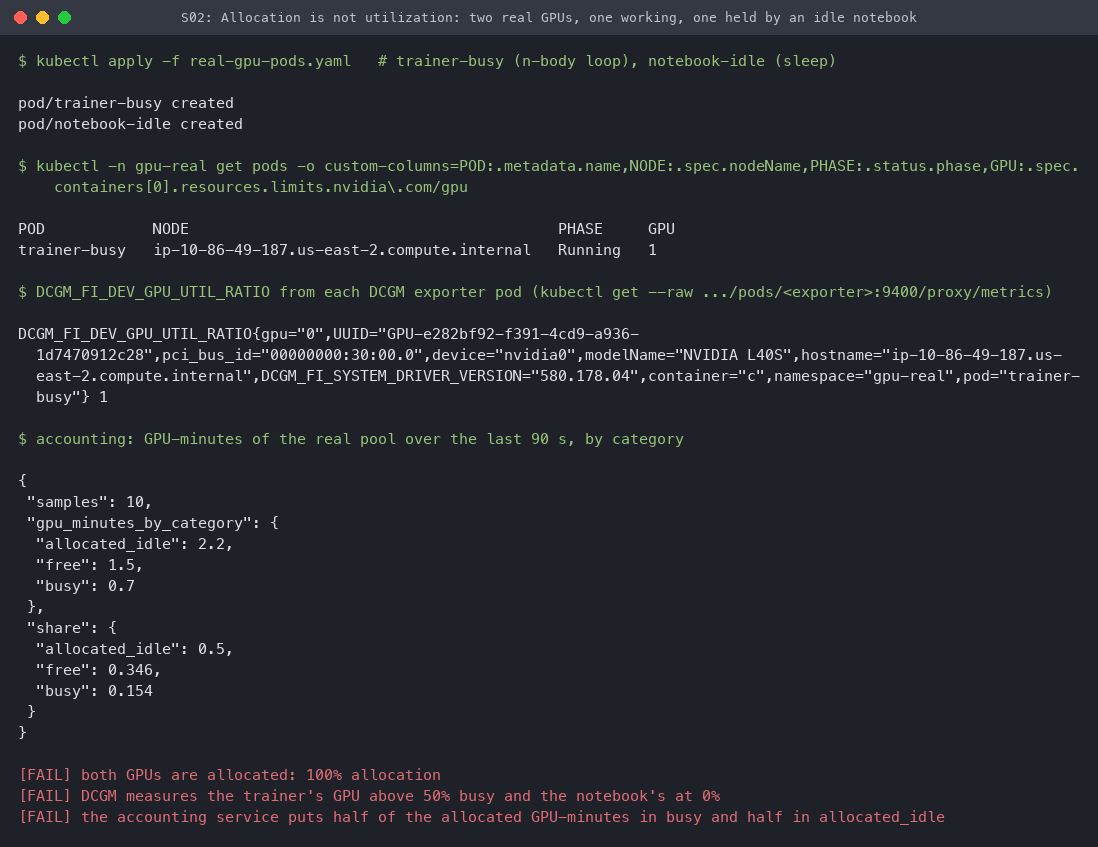 S02: Allocation is not utilization: two real GPUs, one working, one held by an idle notebook
$ kubectl apply -f real-gpu-pods.yaml   # trainer-busy (n-body loop), notebook-idle (sleep)
pod/trainer-busy created
pod/notebook-idle created
$ kubectl -n gpu-real get pods -o custom-columns=POD:.metadata.name,NODE:.spec.nodeName,PHASE:.status.phase,GPU:.spec.
containers[0].resources.limits.nvidia\.com/gpu
POD            NODE                                         PHASE     GPU
trainer-busy   ip-10-86-49-187.us-east-2.compute.internal   Running   1
$ DCGM_FI_DEV_GPU_UTIL_RATIO from each DCGM exporter pod (kubectl get --raw .../pods/<exporter>:9400/proxy/metrics)
DCGM_FI_DEV_GPU_UTIL_RATIO{gpu="0",UUID="GPU-e282bf92-f391-4cd9-a936-
1d7470912c28",pci_bus_id="00000000:30:00.0",device="nvidia0",modelName="NVIDIA L40S",hostname="ip-10-86-49-187.us-
east-2.compute.internal",DCGM_FI_SYSTEM_DRIVER_VERSION="580.178.04",container="c",namespace="gpu-real",pod="trainer-
busy"} 1
$ accounting: GPU-minutes of the real pool over the last 90 s, by category
{
"samples": 10,
"gpu_minutes_by_category": {
"allocated_idle": 2.2,
"free": 1.5,
"busy": 0.7
},
"share": {
"allocated_idle": 0.5,
"free": 0.346,
"busy": 0.154
}
}
[FAIL] both GPUs are allocated: 100% allocation
[FAIL] DCGM measures the trainer's GPU above 50% busy and the notebook's at 0%
[FAIL] the accounting service puts half of the allocated GPU-minutes in busy and half in allocated_idle